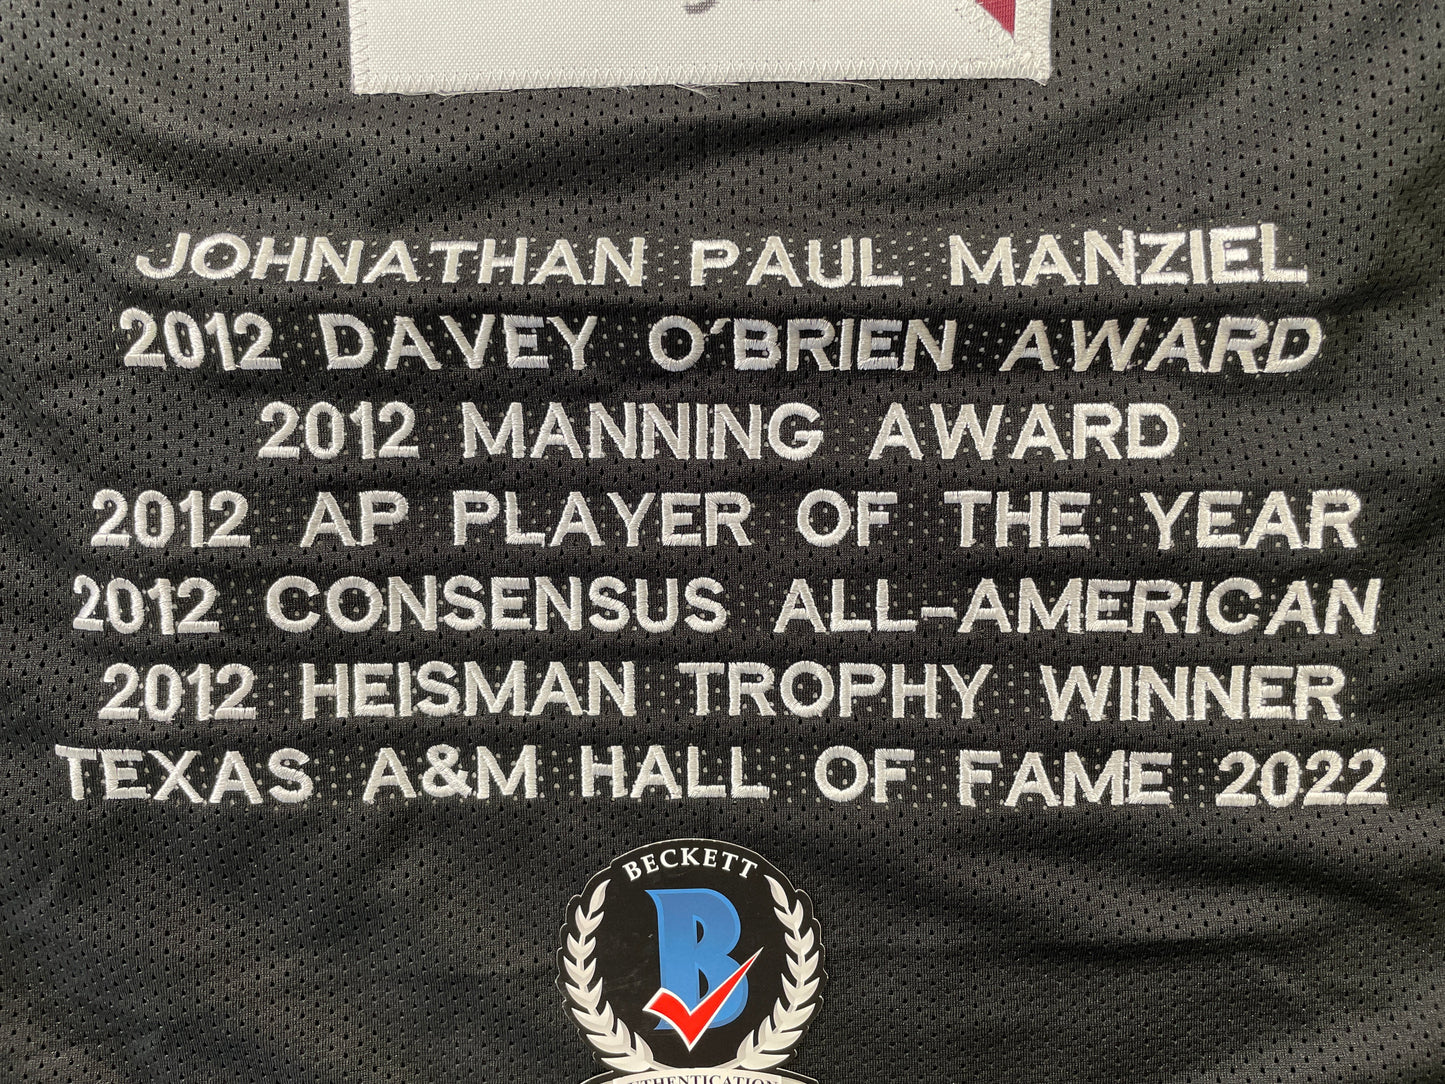 JOHNATHAN PAUL MANZIEL
2012 DAVEY O'BRIEN AWARD
2012 MANNING AWARD
2012 AP PLAYER OF THE YEAR
2012 CONSENSUS ALL-AMERICAN
2012 HEISMAN TROPHY WINNER
TEXAS A&M HALL OF FAME 2022
BECKETT
B
AUTHENTICATION